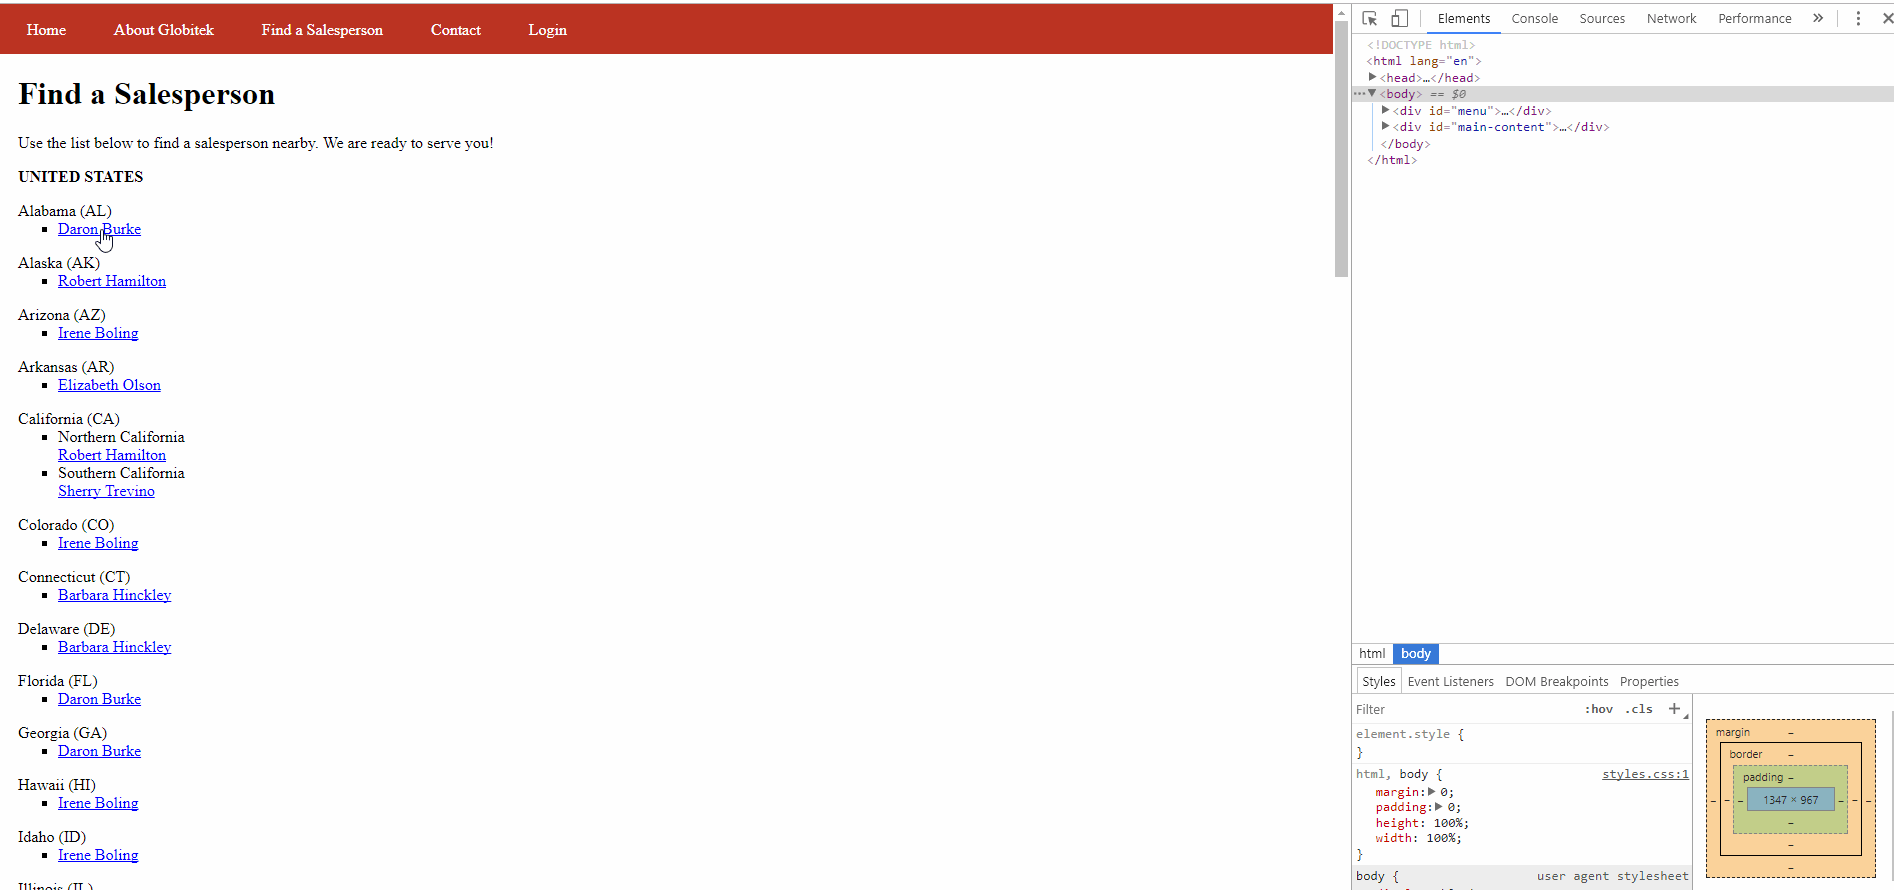 Home About Globitek Find a Salesperson Contact Login
Find a Salesperson
Use the list below to find a salesperson nearby. We are ready to serve you!
UNITED STATES
Alabama (AL)
Daron Burke
Alaska (AK)
Robert Hamilton
Arizona (AZ)
Irene Boling
Arkansas (AR)
Elizabeth Olson
California (CA)
Northern California
Robert Hamilton
Southern California
Sherry Trevino
Colorado (CO)
Irene Boling
Connecticut (CT)
Barbara Hinckley
Delaware (DE)
Barbara Hinckley
Florida (FL)
Daron Burke
Georgia (GA)
Daron Burke
Hawaii (HI)
Irene Boling
Idaho (ID)
Irene Boling
Illinois (IL)
Elements Console Sources Network Performance »
<!DOCTYPE html>
<html lang="en">
<head>…</head>
<body> == $0
<div id="menu">…</div>
<div id="main-content">…</div>
</body>
</html>
html body
Styles Event Listeners DOM Breakpoints Properties
Filter :hov .cls +
element.style {
}
html, body { styles.css:1
margin: 0;
padding: 0;
height: 100%;
width: 100%;
}
body { user agent stylesheet
margin –
border –
padding –
– – – 1347 × 967 – – –
–
–
–